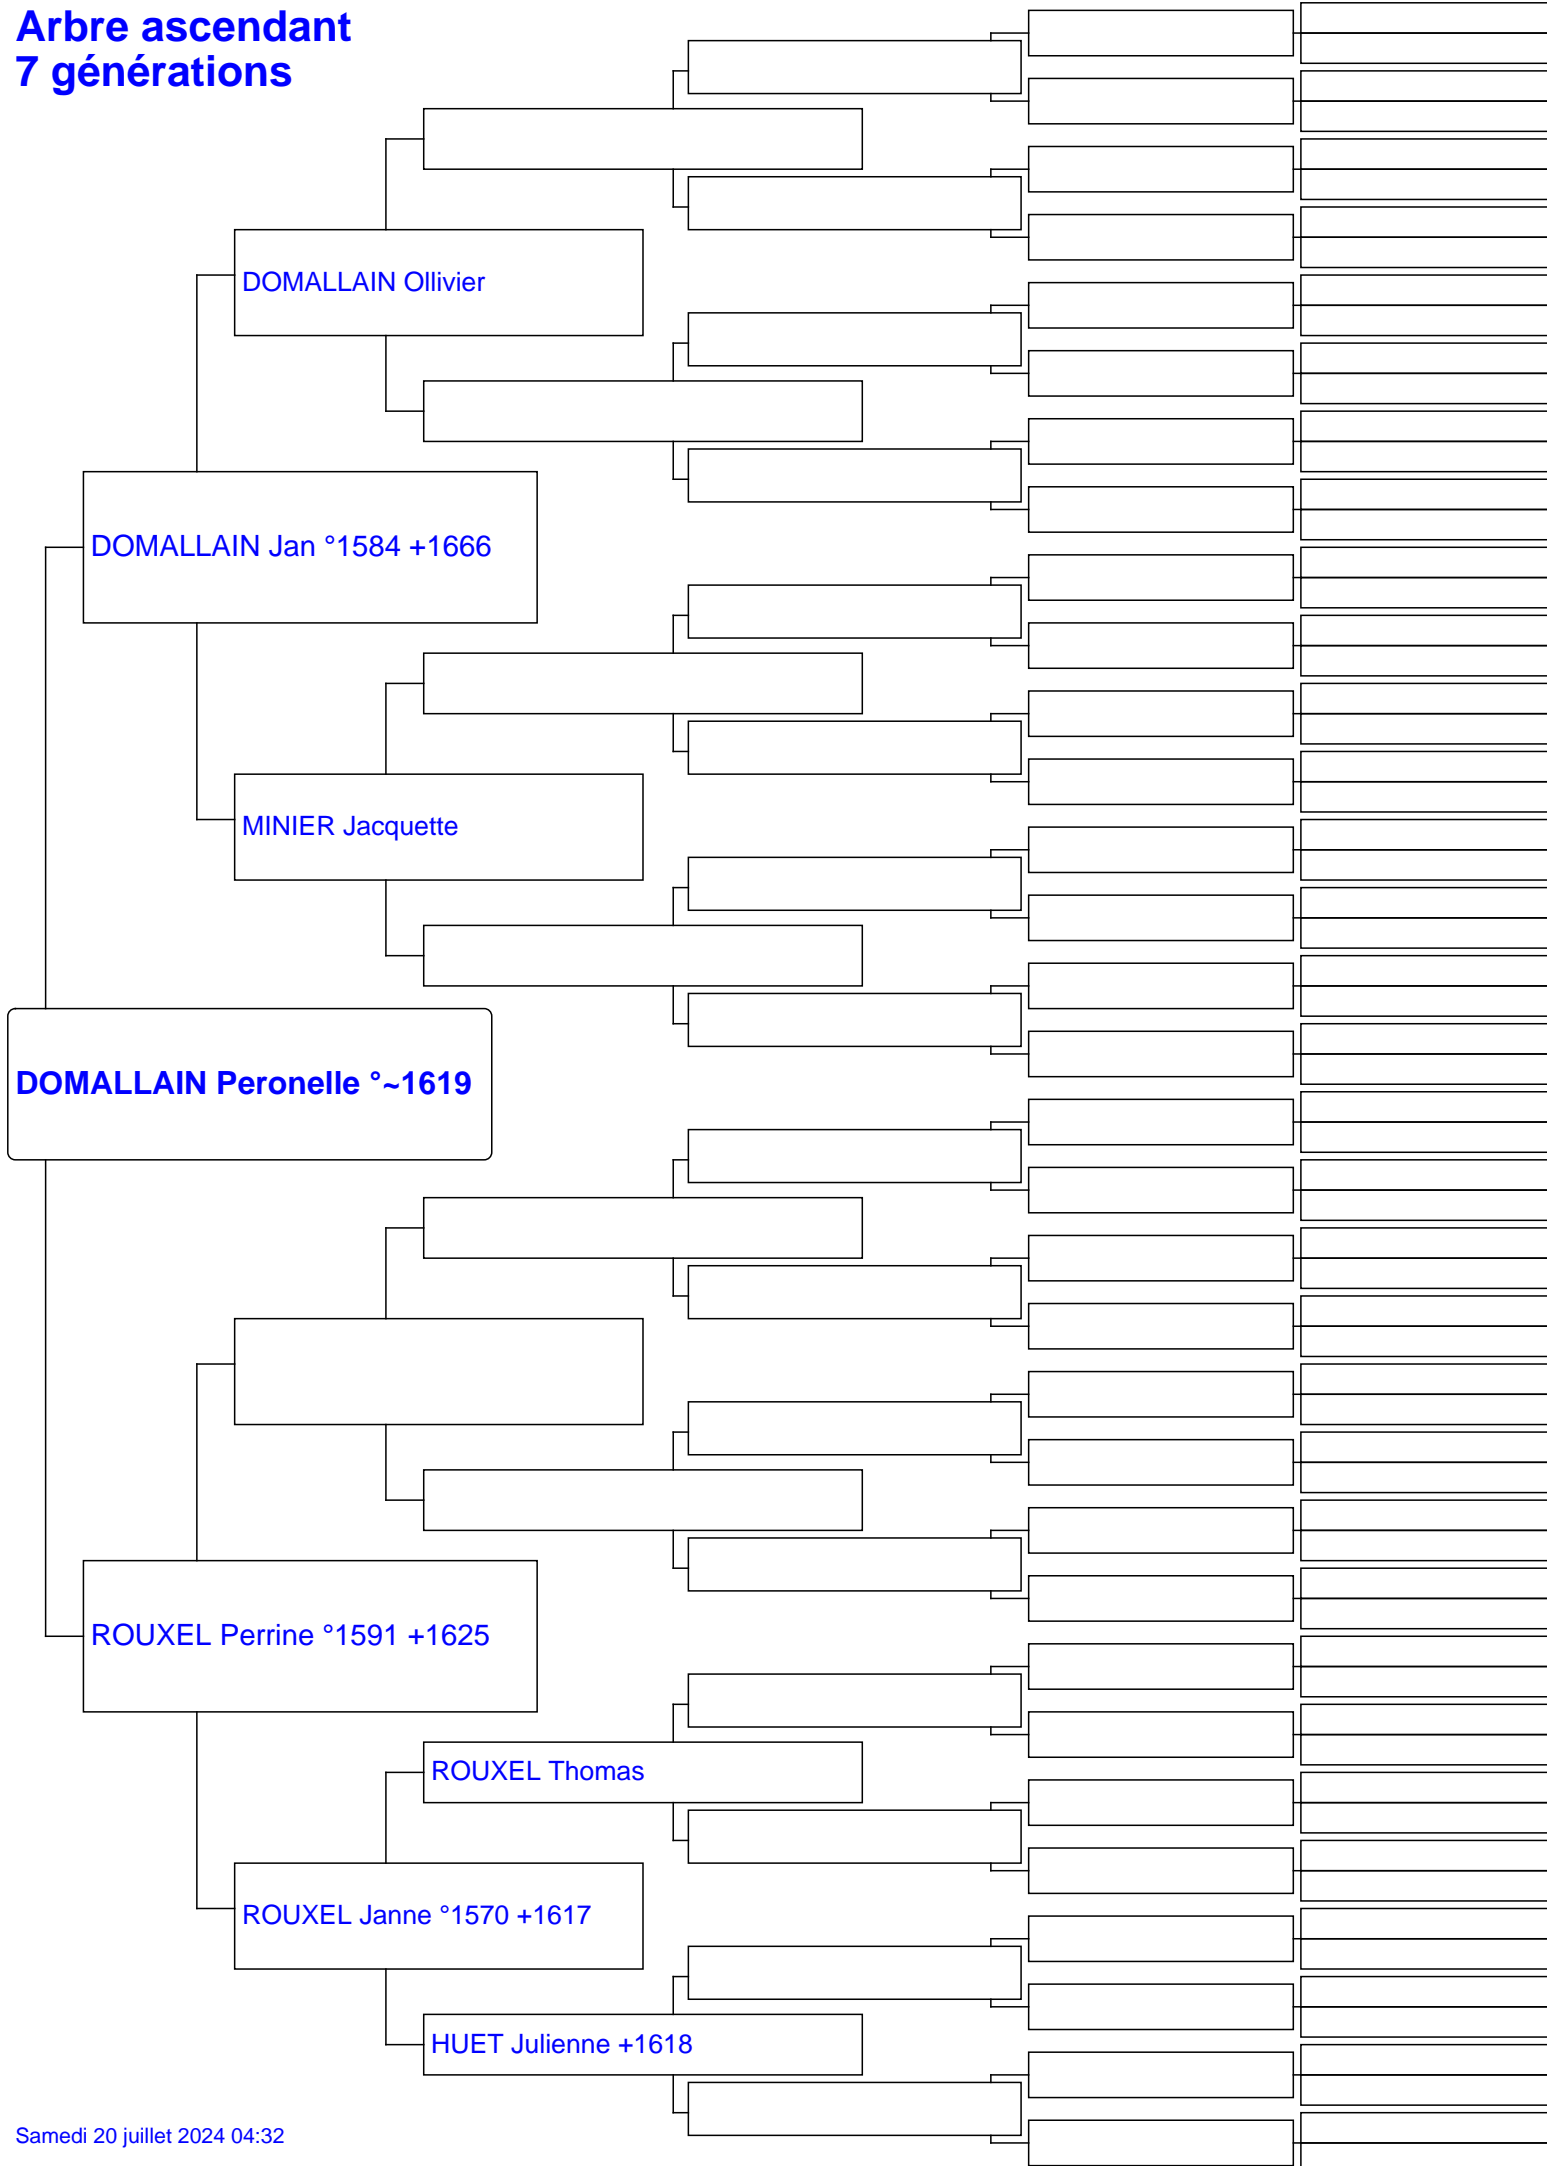 Arbre ascendant
7 générations
DOMALLAIN Ollivier
DOMALLAIN Jan °1584 +1666
MINIER Jacquette
DOMALLAIN Peronelle °~1619
ROUXEL Perrine °1591 +1625
ROUXEL Thomas
ROUXEL Janne °1570 +1617
HUET Julienne +1618
Samedi 20 juillet 2024 04:32